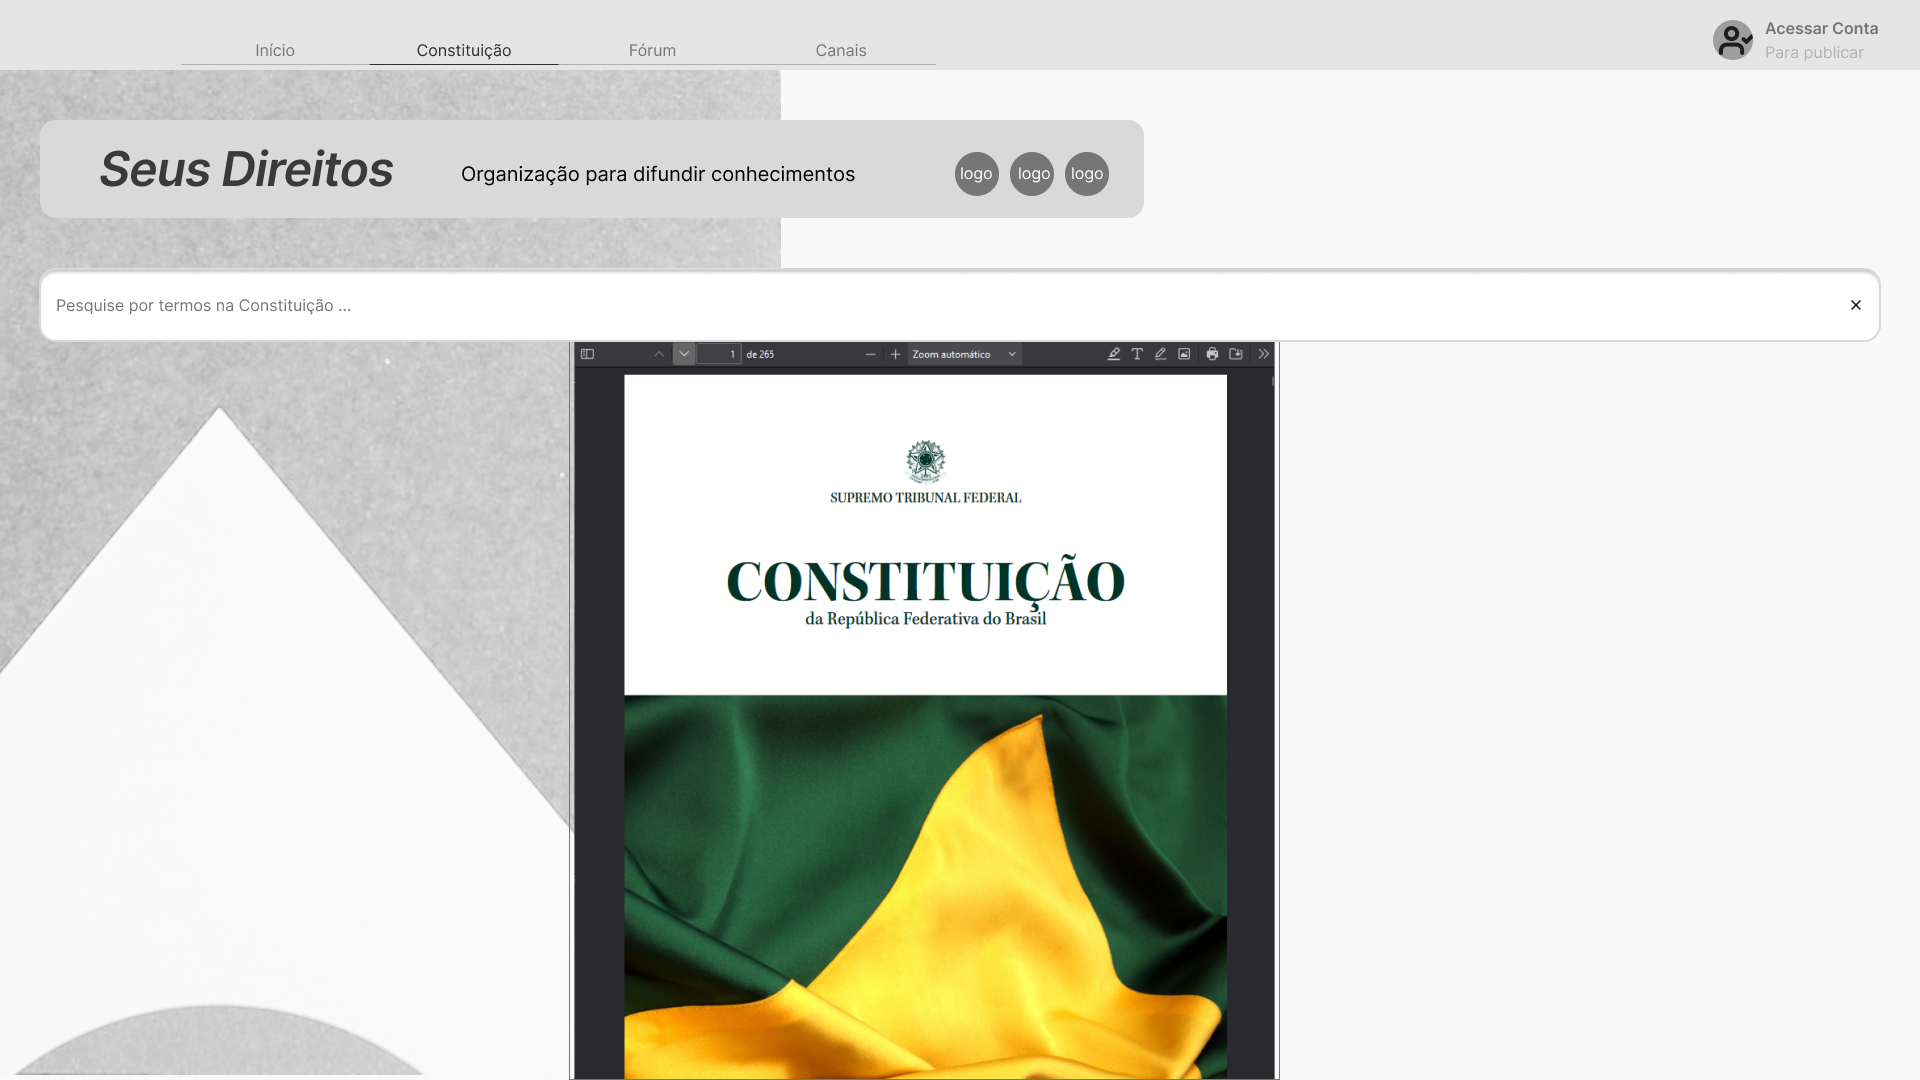 Início
Constituição
Fórum
Canais
Acessar Conta
Para publicar
Seus Direitos
Organização para difundir conhecimentos
logo
logo
logo
Pesquise por termos na Constituição ...
1
de 265
Zoom automático
SUPREMO TRIBUNAL FEDERAL
CONSTITUIÇÃO
da República Federativa do Brasil